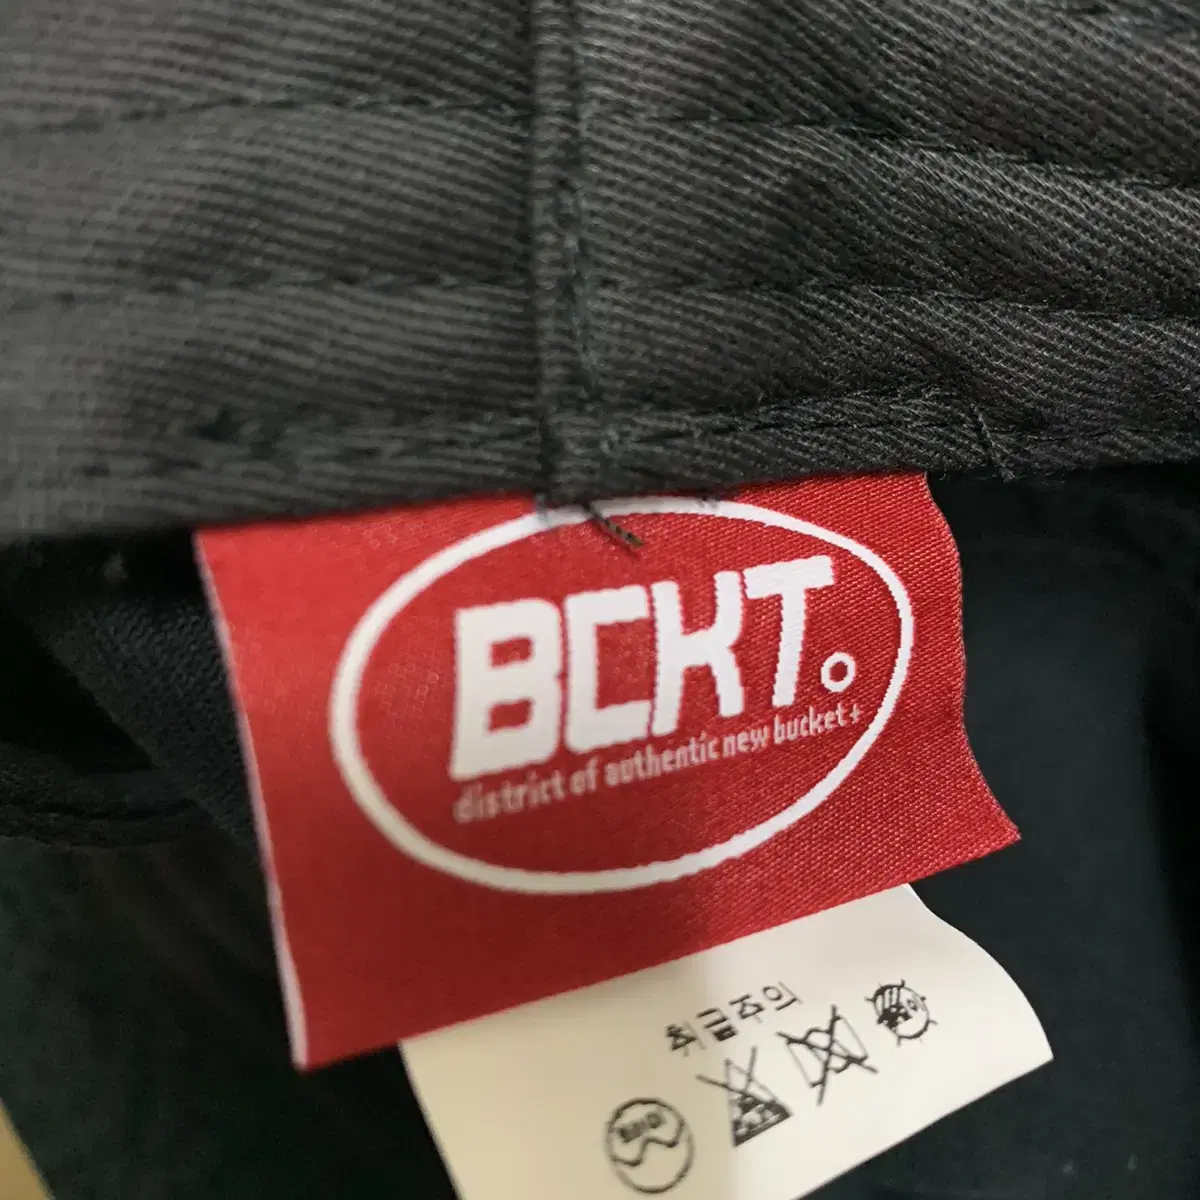 BCKT.
district of authentic new bucket+
취급주의